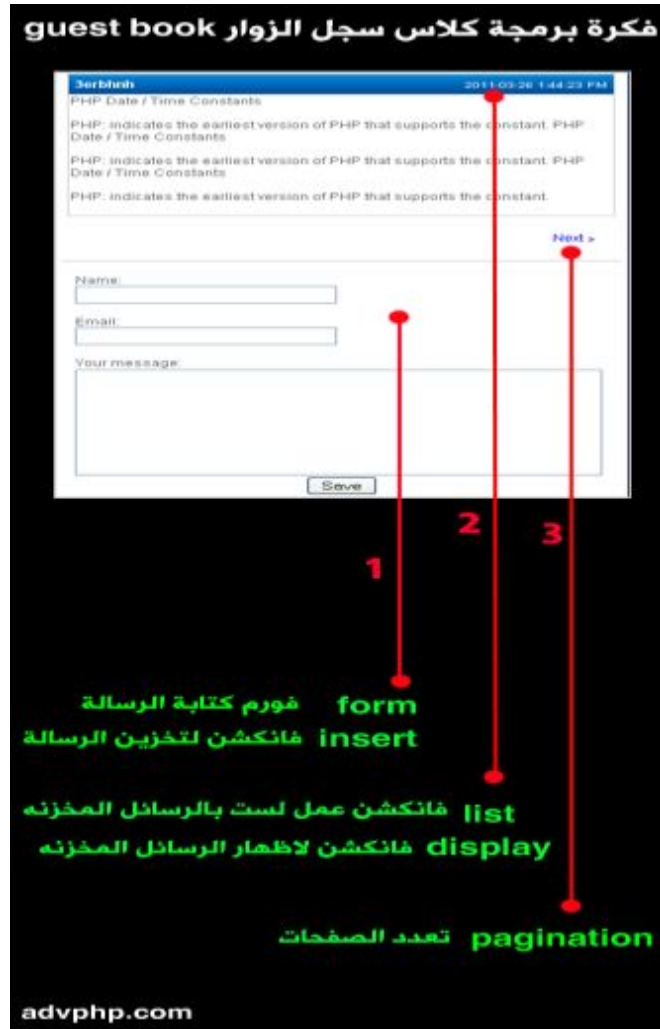 فكرة برمجة كلاس سجل الزوار guest book
3erbhnh 2011-03-26 1:44:23 PM
PHP Date / Time Constants
PHP: indicates the earliest version of PHP that supports the constant. PHP
Date / Time Constants
PHP: indicates the earliest version of PHP that supports the constant. PHP
Date / Time Constants
PHP: indicates the earliest version of PHP that supports the constant.
Next >
Name:
Email:
Your message:
Save
1
2
3
form فورم كتابة الرسالة
insert فانكشن لتخزين الرسالة
list فانكشن عمل لست بالرسائل المخزنه
display فانكشن لاظهار الرسائل المخزنه
pagination تعدد الصفحات
advphp.com